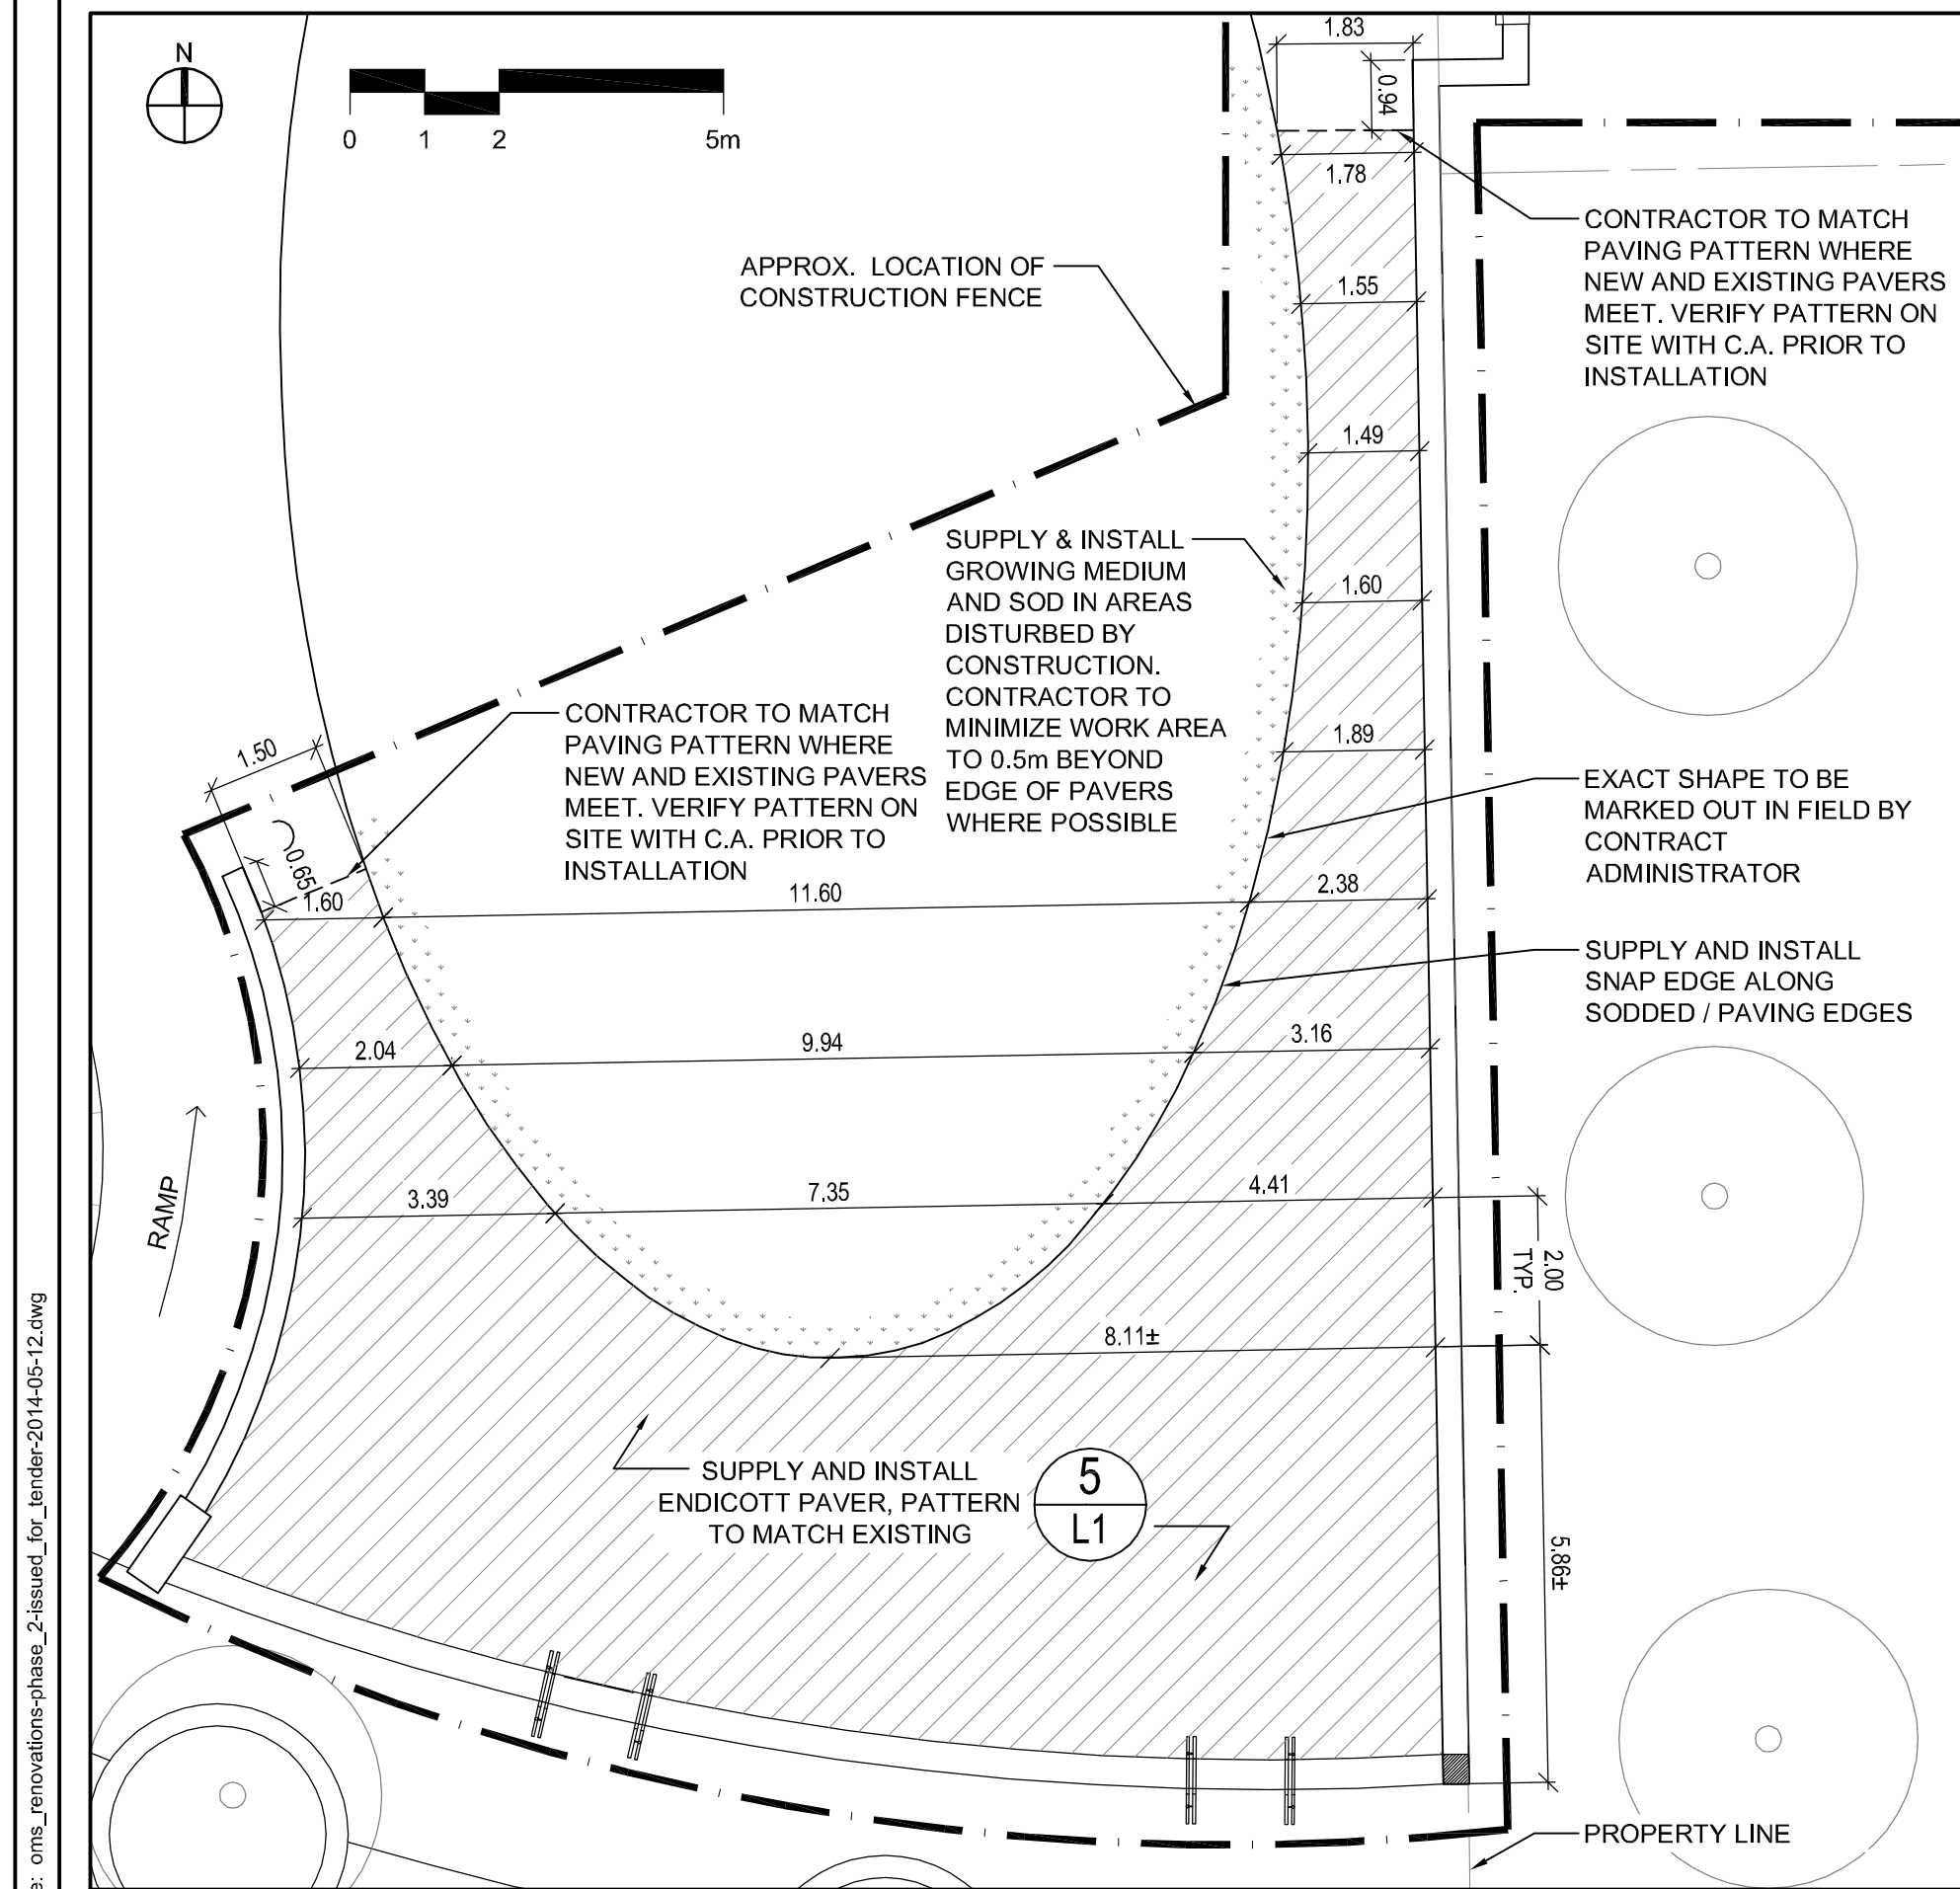 N
0 1 2 5m
1.83
0.94
1.78
CONTRACTOR TO MATCH
PAVING PATTERN WHERE
NEW AND EXISTING PAVERS
MEET. VERIFY PATTERN ON
SITE WITH C.A. PRIOR TO
INSTALLATION
APPROX. LOCATION OF
CONSTRUCTION FENCE
1.55
1.49
SUPPLY & INSTALL
GROWING MEDIUM
AND SOD IN AREAS
DISTURBED BY
CONSTRUCTION.
CONTRACTOR TO
MINIMIZE WORK AREA
TO 0.5m BEYOND
EDGE OF PAVERS
WHERE POSSIBLE
1.60
1.89
CONTRACTOR TO MATCH
PAVING PATTERN WHERE
NEW AND EXISTING PAVERS
MEET. VERIFY PATTERN ON
SITE WITH C.A. PRIOR TO
INSTALLATION
1.50
0.65
EXACT SHAPE TO BE
MARKED OUT IN FIELD BY
CONTRACT
ADMINISTRATOR
1.60
11.60
2.38
SUPPLY AND INSTALL
SNAP EDGE ALONG
SODDED / PAVING EDGES
2.04
9.94
3.16
RAMP
3.39
7.35
4.41
2.00
TYP.
8.11±
SUPPLY AND INSTALL
ENDICOTT PAVER, PATTERN
TO MATCH EXISTING
5
L1
5.86±
PROPERTY LINE
e: oms_renovations-phase_2-issued_for_tender-2014-05-12.dwg